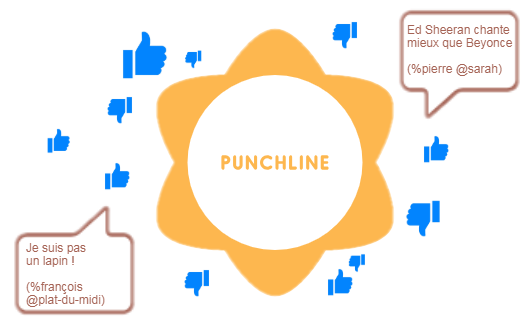 Ed Sheeran chante
mieux que Beyonce
(%pierre @sarah)
PUNCHLINE
Je suis pas
un lapin !
(%françois
@plat-du-midi)